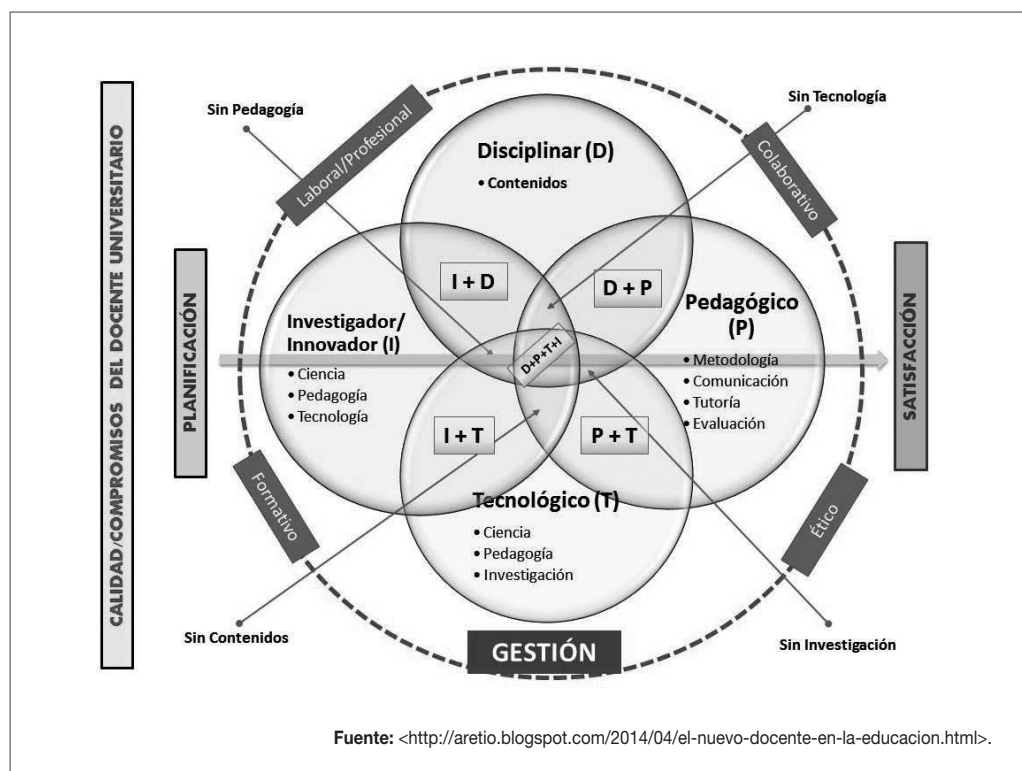 CALIDAD/COMPROMISOS DEL DOCENTE UNIVERSITARIO
PLANIFICACIÓN
Sin Pedagogía
Sin Tecnología
Laboral/Profesional
Colaborativo
Disciplinar (D)
• Contenidos
I + D
D + P
Investigador/
Innovador (I)
• Ciencia
• Pedagogía
• Tecnología
D+P+T+I
Pedagógico
(P)
• Metodología
• Comunicación
• Tutoría
• Evaluación
SATISFACCIÓN
I + T
P + T
Tecnológico (T)
• Ciencia
• Pedagogía
• Investigación
Formativo
Ético
Sin Contenidos
Sin Investigación
GESTIÓN
Fuente: <http://aretio.blogspot.com/2014/04/el-nuevo-docente-en-la-educacion.html>.